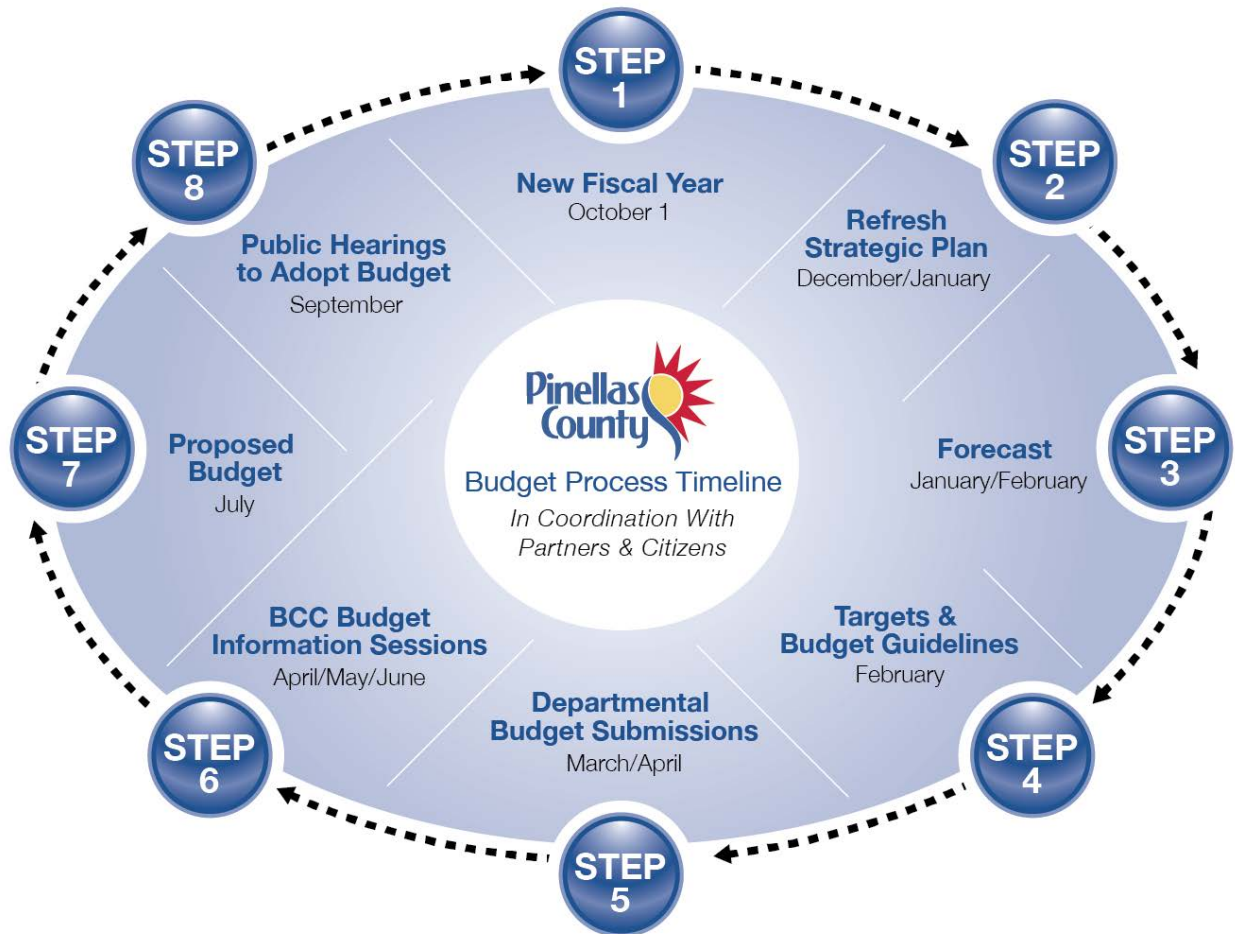 STEP
1
New Fiscal Year
October 1
STEP
2
Refresh
Strategic Plan
December/January
STEP
3
Forecast
January/February
STEP
4
Targets &
Budget Guidelines
February
STEP
5
Departmental
Budget Submissions
March/April
STEP
6
BCC Budget
Information Sessions
April/May/June
STEP
7
Proposed
Budget
July
STEP
8
Public Hearings
to Adopt Budget
September
Pinellas
County
Budget Process Timeline
In Coordination With
Partners & Citizens